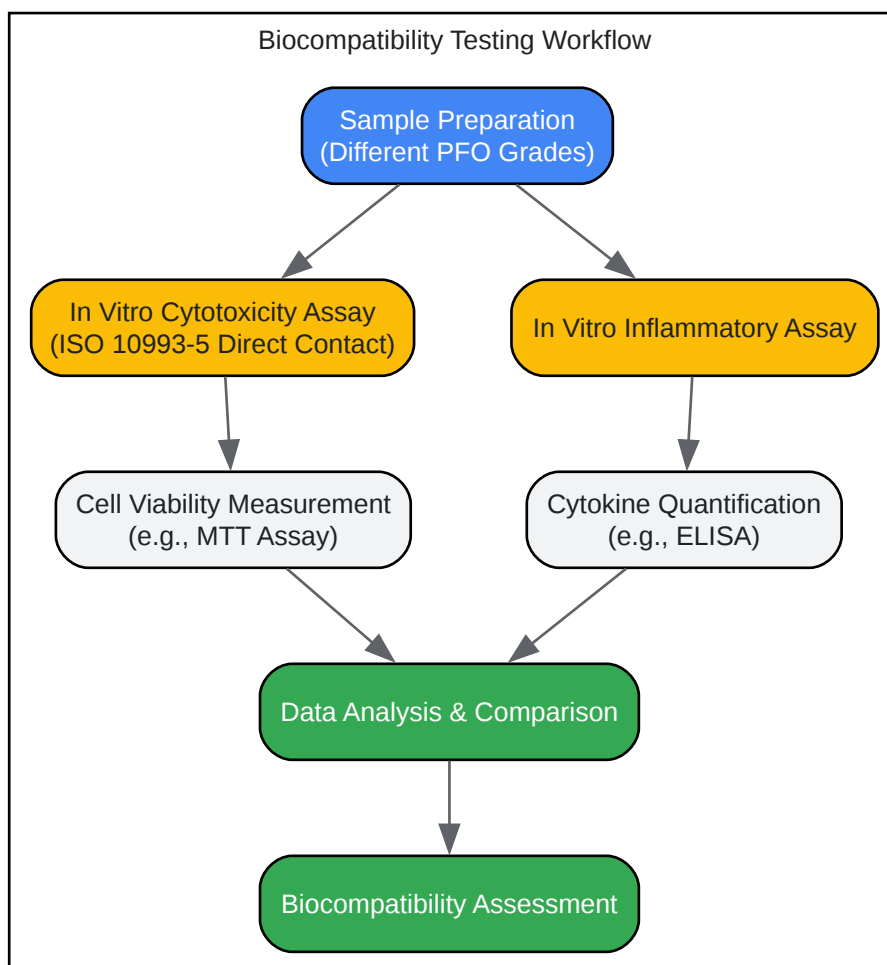 Biocompatibility Testing Workflow
Sample Preparation
(Different PFO Grades)
In Vitro Cytotoxicity Assay
(ISO 10993-5 Direct Contact)
In Vitro Inflammatory Assay
Cell Viability Measurement
(e.g., MTT Assay)
Cytokine Quantification
(e.g., ELISA)
Data Analysis & Comparison
Biocompatibility Assessment